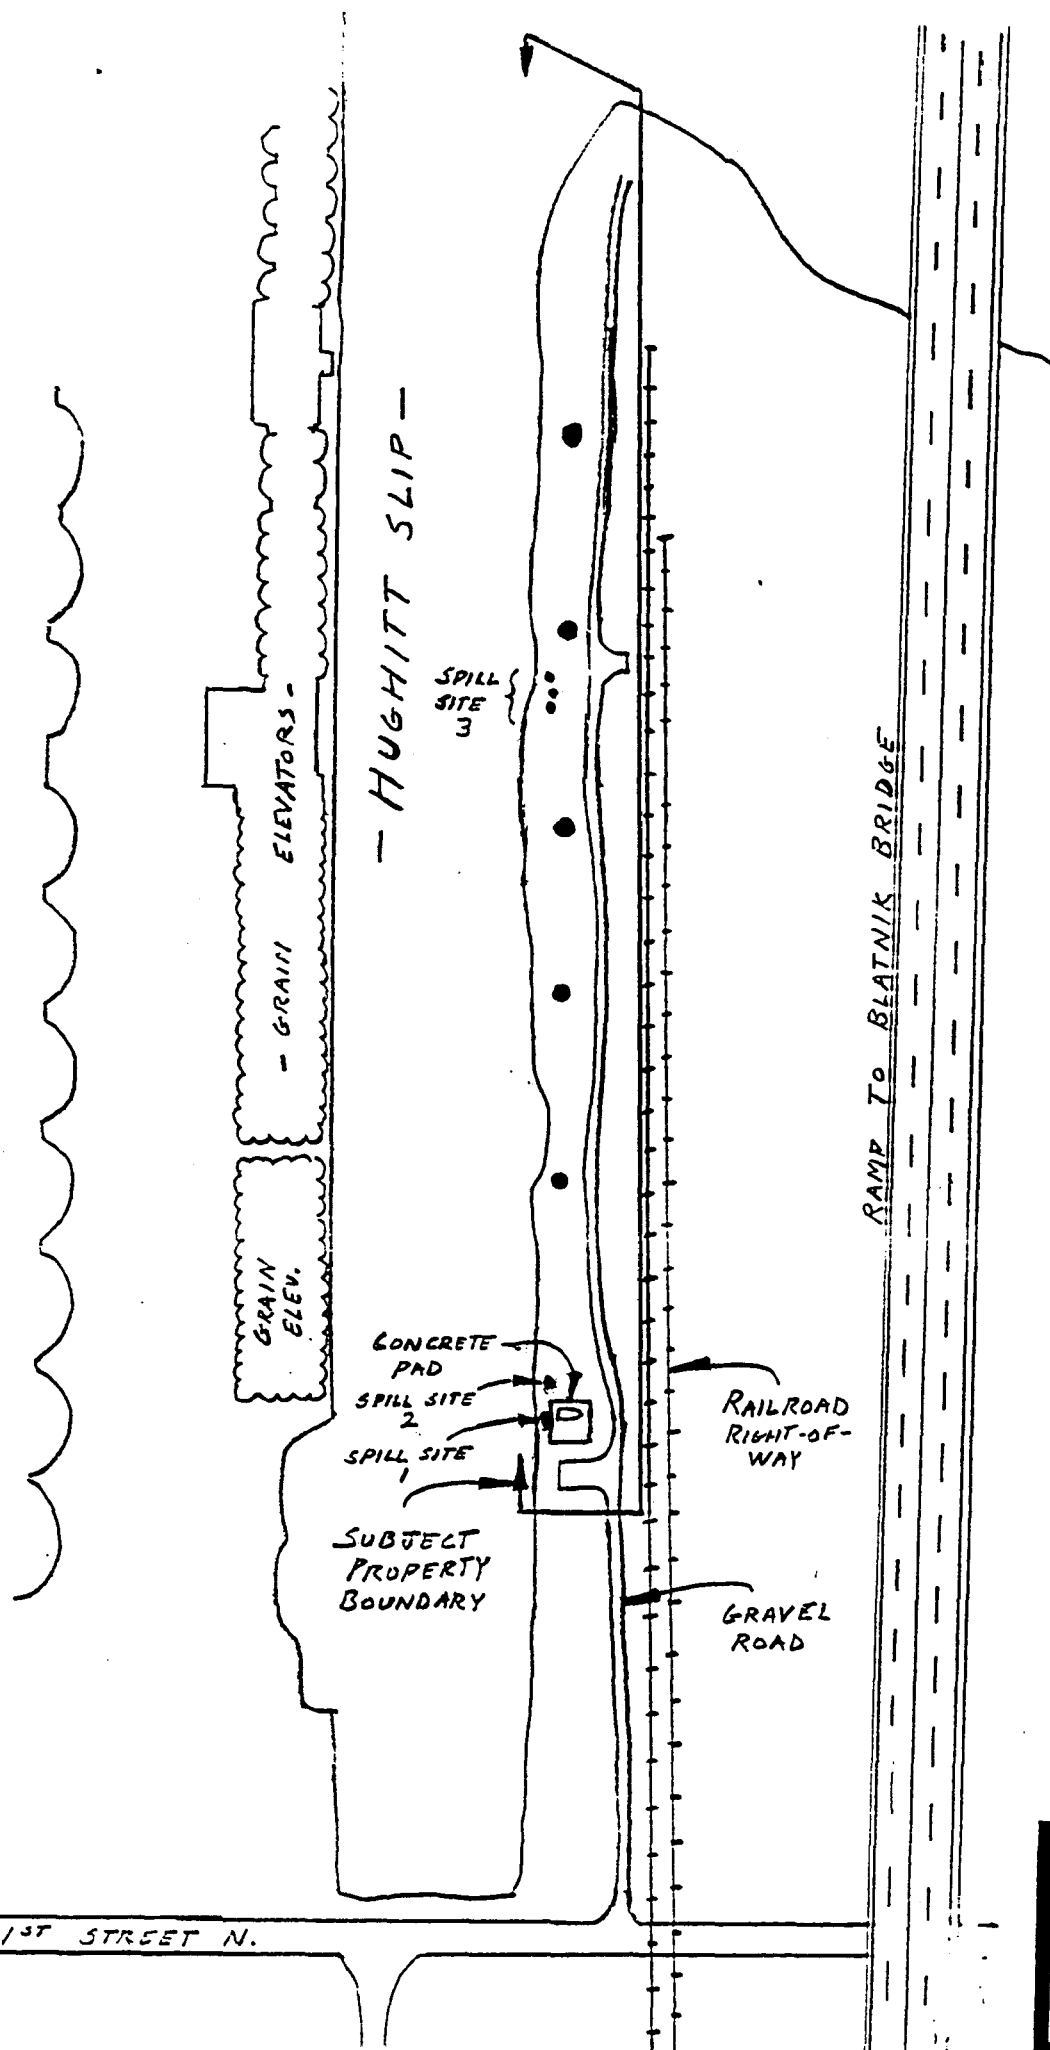 - HUGHITT SLIP -
SPILL
SITE
3
- GRAIN ELEVATORS -
RAMP TO BLATNIK BRIDGE
GRAIN
ELEV.
CONCRETE
PAD
SPILL SITE
2
SPILL SITE
1
RAILROAD
RIGHT-OF-
WAY
SUBJECT
PROPERTY
BOUNDARY
GRAVEL
ROAD
1ST STREET N.